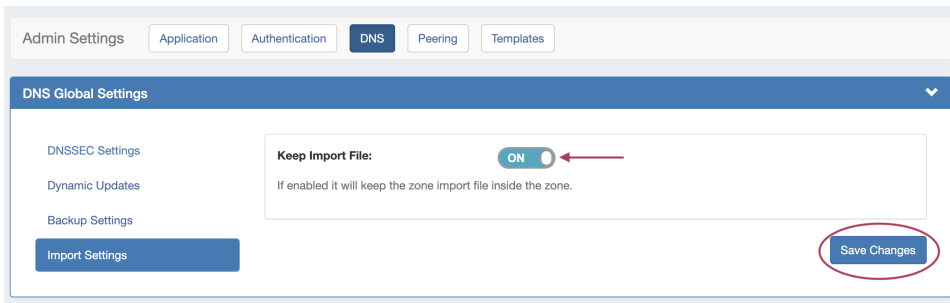 Admin Settings Application Authentication DNS Peering Templates
DNS Global Settings
DNSSEC Settings
Dynamic Updates
Backup Settings
Import Settings
Keep Import File: ON
If enabled it will keep the zone import file inside the zone.
Save Changes